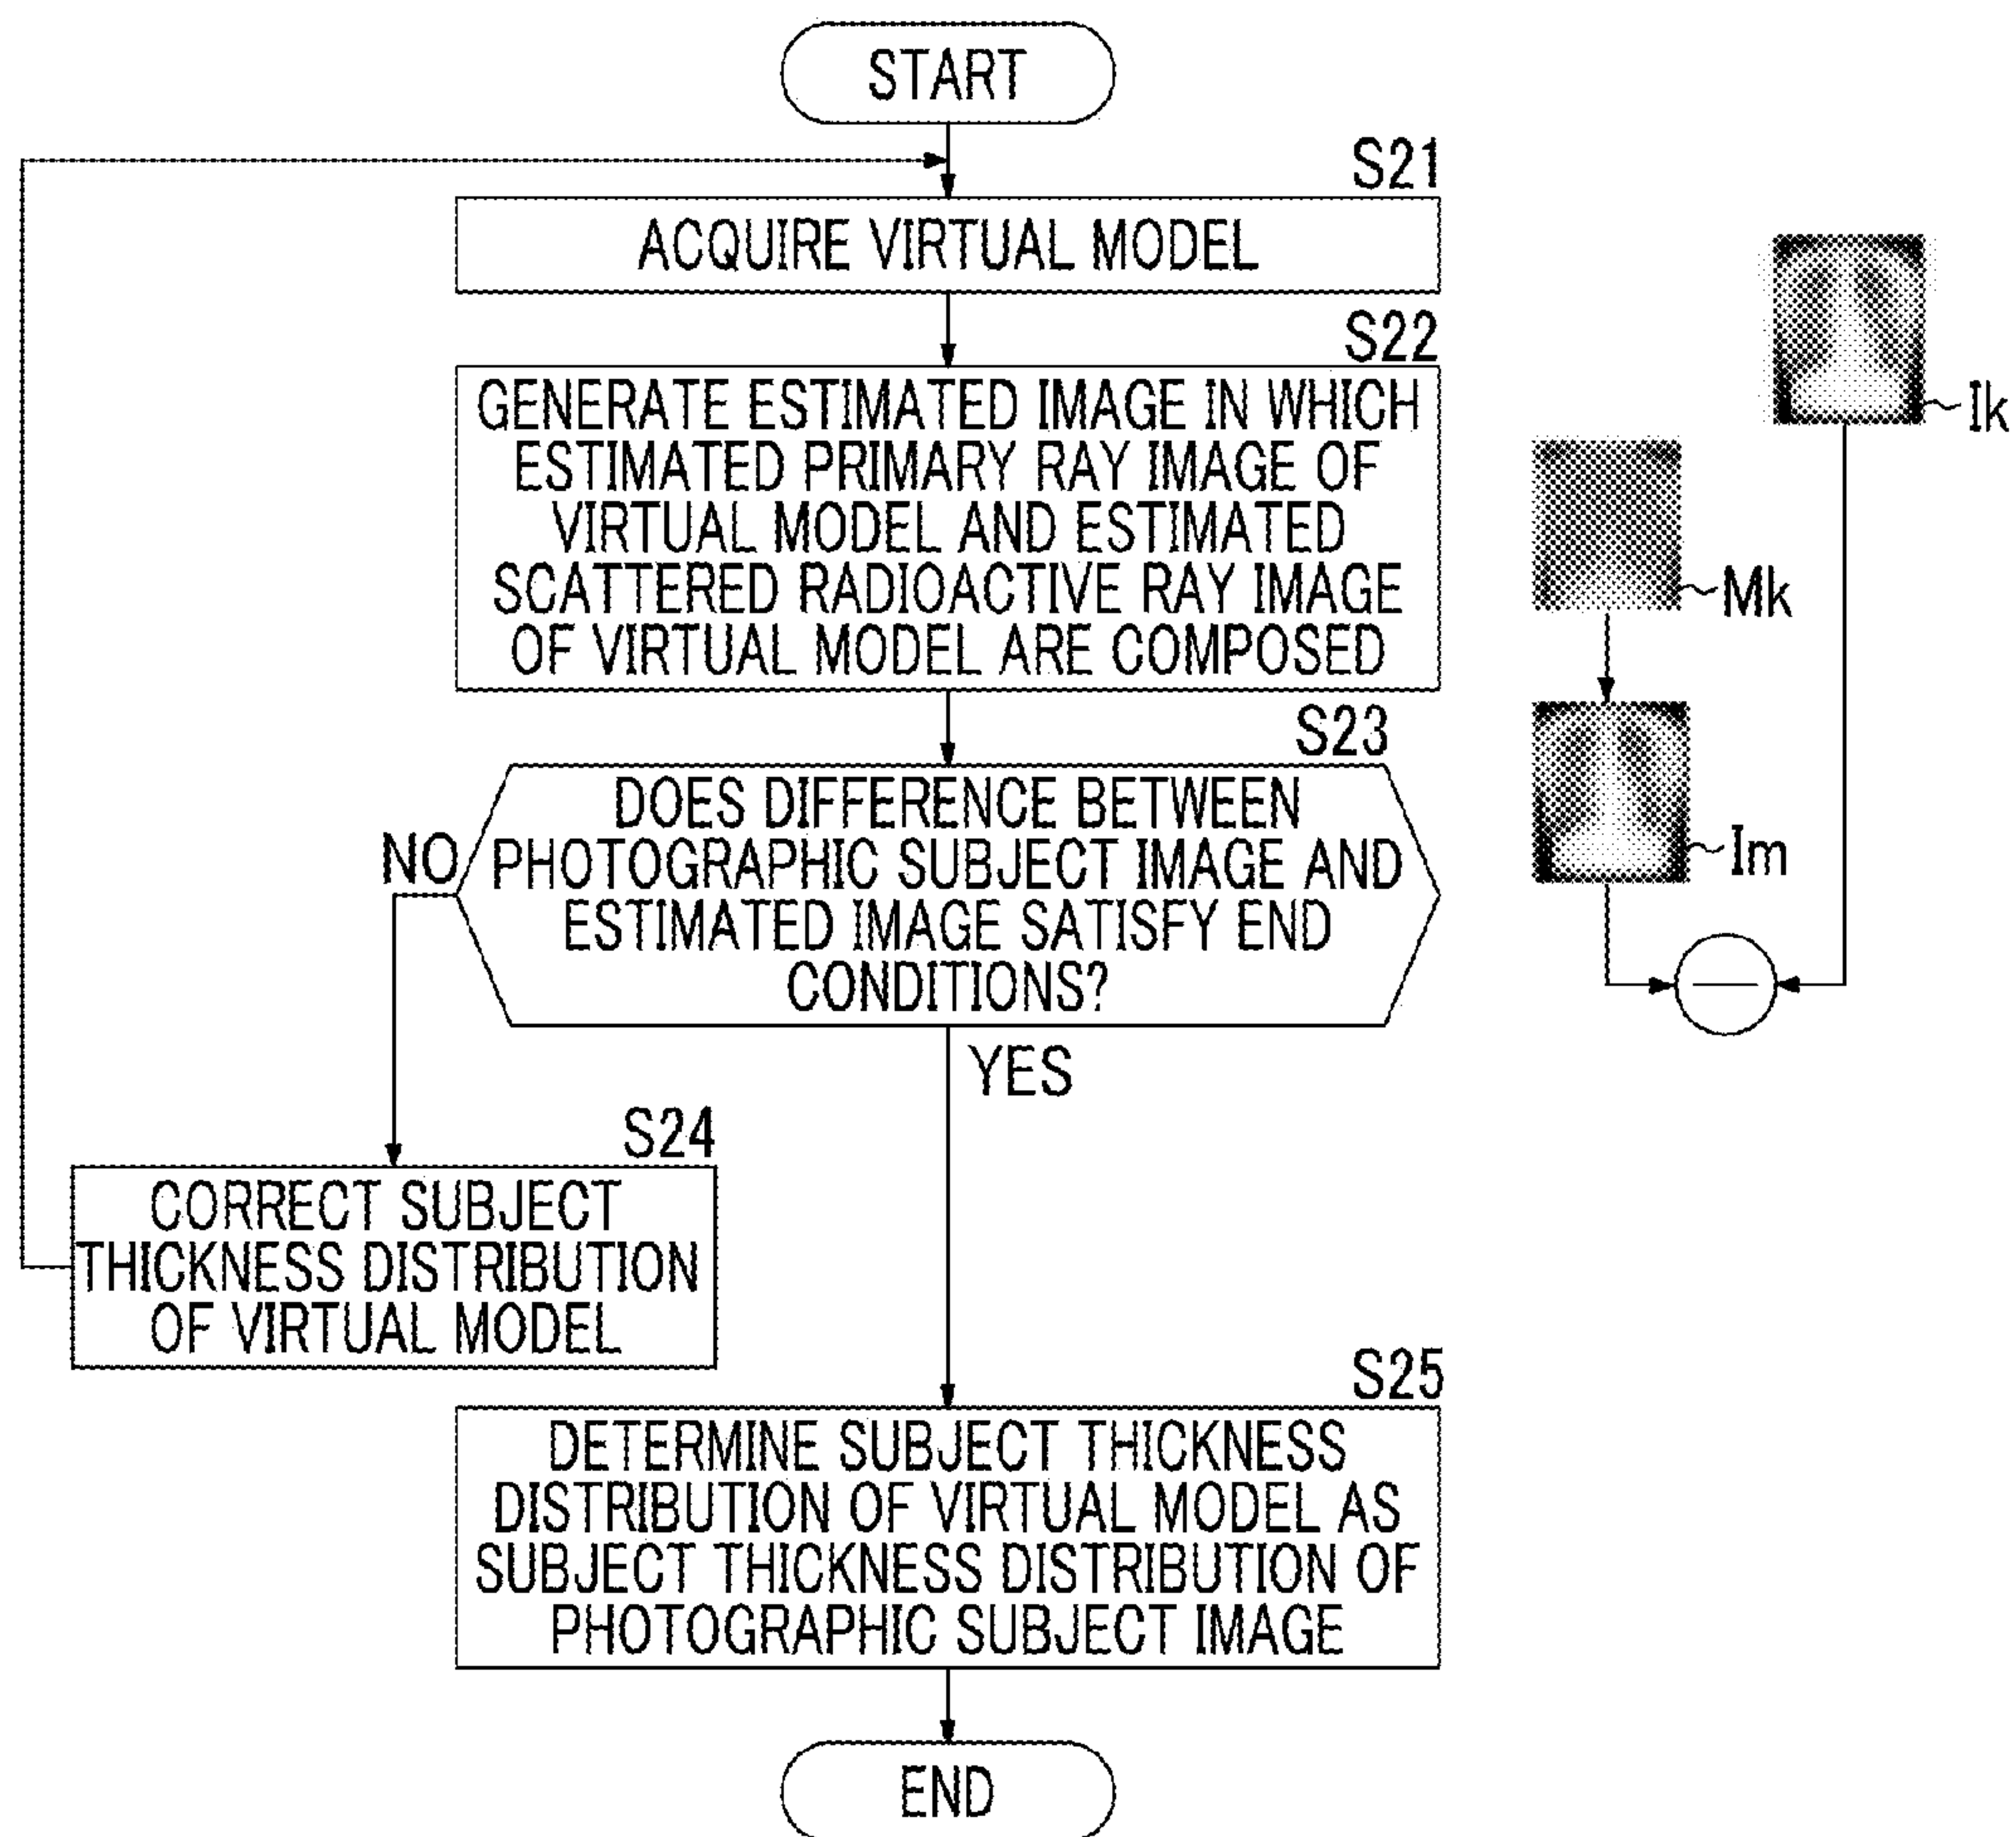 START
S21
ACQUIRE VIRTUAL MODEL
S22
GENERATE ESTIMATED IMAGE IN WHICH
ESTIMATED PRIMARY RAY IMAGE OF
VIRTUAL MODEL AND ESTIMATED
SCATTERED RADIOACTIVE RAY IMAGE
OF VIRTUAL MODEL ARE COMPOSED
Ik
Mk
S23
DOES DIFFERENCE BETWEEN
PHOTOGRAPHIC SUBJECT IMAGE AND
ESTIMATED IMAGE SATISFY END
CONDITIONS?
NO
Im
YES
S24
CORRECT SUBJECT
THICKNESS DISTRIBUTION
OF VIRTUAL MODEL
S25
DETERMINE SUBJECT THICKNESS
DISTRIBUTION OF VIRTUAL MODEL AS
SUBJECT THICKNESS DISTRIBUTION OF
PHOTOGRAPHIC SUBJECT IMAGE
END